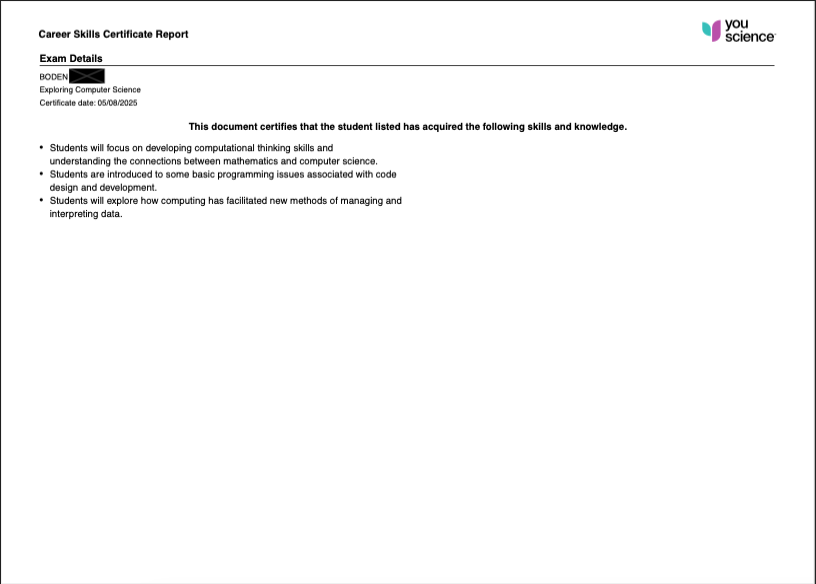 Career Skills Certificate Report
you
science
Exam Details
BODEN
Exploring Computer Science
Certificate date: 05/08/2025
This document certifies that the student listed has acquired the following skills and knowledge.
• Students will focus on developing computational thinking skills and
understanding the connections between mathematics and computer science.
• Students are introduced to some basic programming issues associated with code
design and development.
• Students will explore how computing has facilitated new methods of managing and
interpreting data.